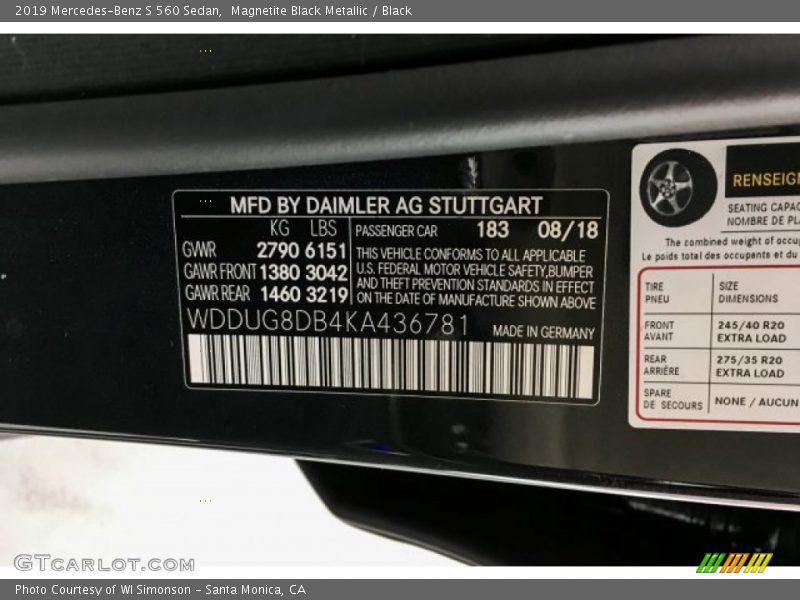 2019 Mercedes-Benz S 560 Sedan,  Magnetite Black Metallic / Black
MFD BY DAIMLER AG STUTTGART
KG LBS
GVWR 2790 6151
GAWR FRONT 1380 3042
GAWR REAR 1460 3219
PASSENGER CAR 183 08/18
THIS VEHICLE CONFORMS TO ALL APPLICABLE
U.S. FEDERAL MOTOR VEHICLE SAFETY,BUMPER
AND THEFT PREVENTION STANDARDS IN EFFECT
ON THE DATE OF MANUFACTURE SHOWN ABOVE
WDDUG8DB4KA436781 MADE IN GERMANY
RENSEIGN
SEATING CAPAC
NOMBRE DE PLA
The combined weight of occup
Le poids total des occupants et du
TIRE SIZE
PNEU DIMENSIONS
FRONT 245/40 R20
AVANT EXTRA LOAD
REAR 275/35 R20
ARRIÈRE EXTRA LOAD
SPARE NONE / AUCUN
DE SECOURS
GTCARLOT.COM
Photo Courtesy of WI Simonson - Santa Monica, CA